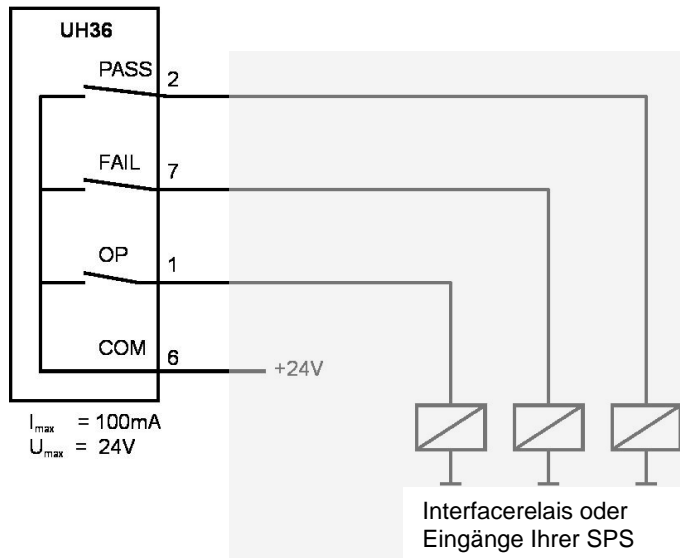 UH36
PASS
2
FAIL
7
OP
1
COM
6
+24V
Imax = 100mA
Umax = 24V
Interfacerelais oder
Eingänge Ihrer SPS